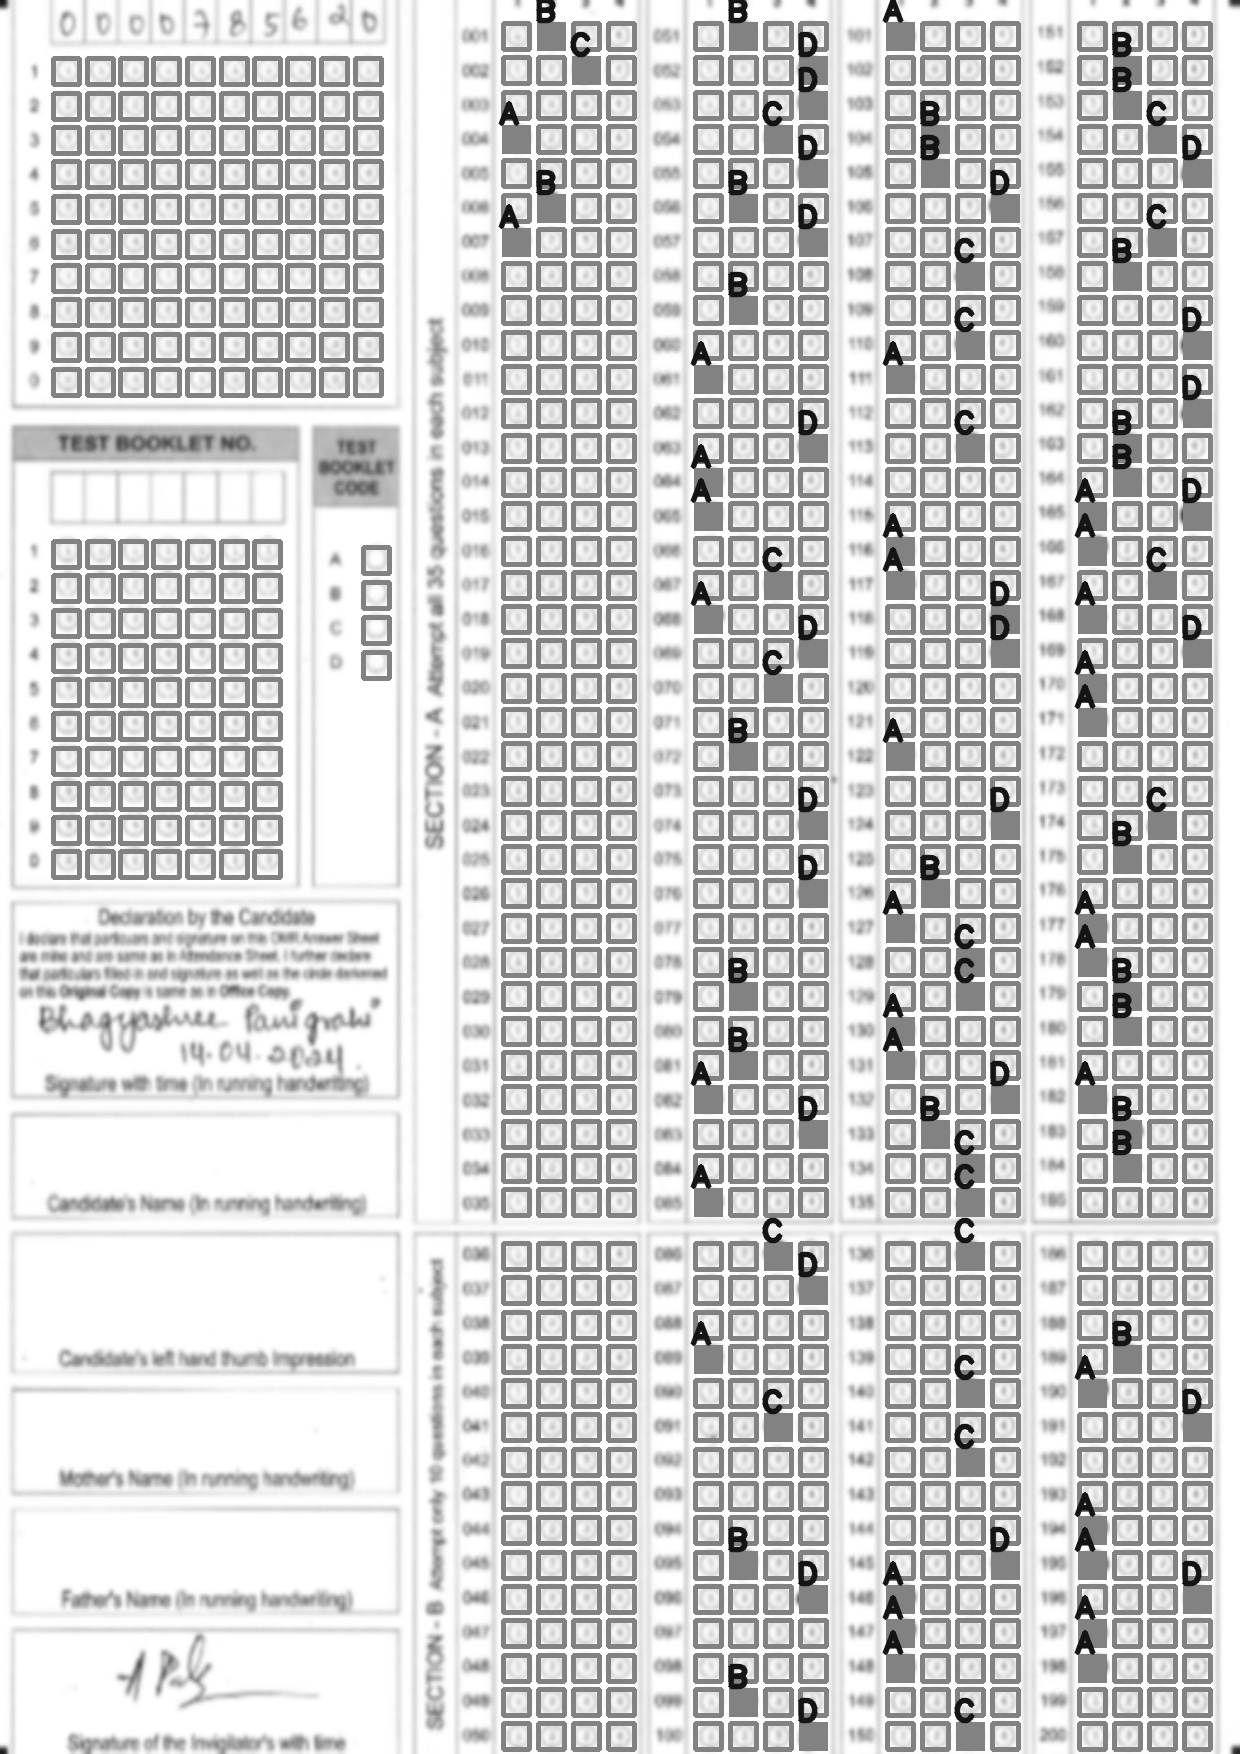 0 0 0 0 7 8 5 6 2 0
1
2
3
4
5
6
7
8
9
0
TEST BOOKLET NO.
TEST BOOKLET CODE
1
2
3
4
5
6
7
8
9
0
A
B
C
D
Declaration by the Candidate
I declare that particulars and signature on this OMR Answer Sheet
are mine and are same as in Attendance Sheet. I further declare
that particulars filled in and signature as well as the circle darkened
on this Original Copy is same as in Office Copy.
Bhagyashree Panigrahi
14.04.2024.
Signature with time (In running handwriting)
Candidate's Name (In running handwriting)
Candidate's left hand thumb Impression
Mother's Name (In running handwriting)
Father's Name (In running handwriting)
Signature of the Invigilator's with time
SECTION - A Attempt all 35 questions in each subject
SECTION - B Attempt only 10 questions in each subject
001 B 051 B 101 A 151
002 C 052 D 102 152 B
003 053 D 103 153 B
004 A 054 C 104 B 154 C
005 055 D 105 B 155 D
006 B 056 B 106 D 156
007 A 057 D 107 157 C
008 058 108 C 158 B
009 059 B 109 159
010 060 110 C 160 D
011 061 A 111 A 161
012 062 112 162 D
013 063 D 113 C 163 B
014 064 A 114 164 B
015 065 A 115 165 A D
016 066 116 A 166 A
017 067 C 117 A 167 C
018 068 A 118 D 168 A
019 069 D 119 D 169 D
020 070 C 120 170 A
021 071 121 171 A
022 072 B 122 A 172
023 073 123 173
024 074 D 124 D 174 C
025 075 125 175 B
026 076 D 126 B 176
027 077 127 A 177 A
028 078 128 C 178 A
029 079 B 129 C 179 B
030 080 130 A 180 B
031 081 B 131 A 181
032 082 A 132 D 182 A
033 083 D 133 B 183 B
034 084 134 C 184 B
035 085 A 135 C 185
036 086 C 136 C 186
037 087 D 137 187
038 088 138 188
039 089 A 139 189 B
040 090 140 C 190 A
041 091 C 141 191 D
042 092 142 C 192
043 093 143 193
044 094 144 194 A
045 095 B 145 D 195 A
046 096 D 146 A 196 D
047 097 147 A 197 A
048 098 148 A 198 A
049 099 B 149 199
050 100 D 150 C 200